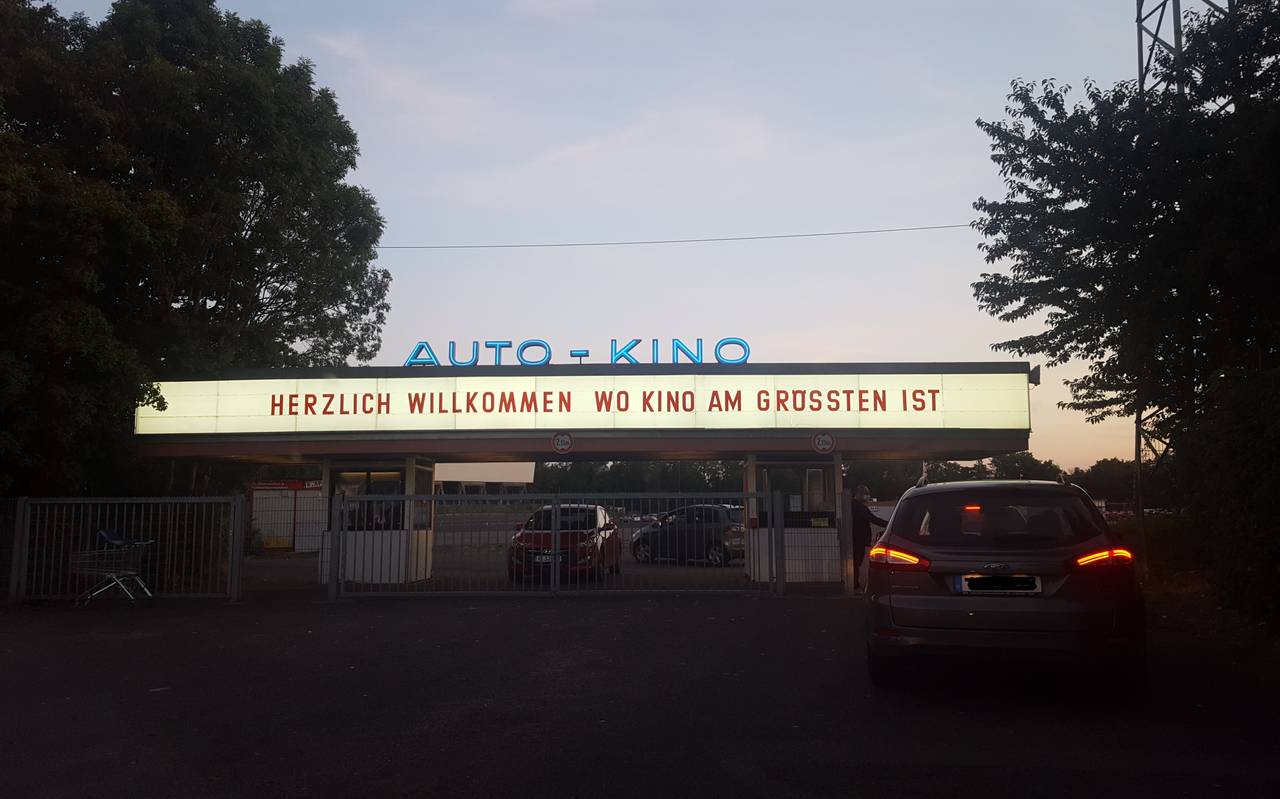 AUTO - KINO
HERZLICH WILLKOMMEN WO KINO AM GRÖSSTEN IST